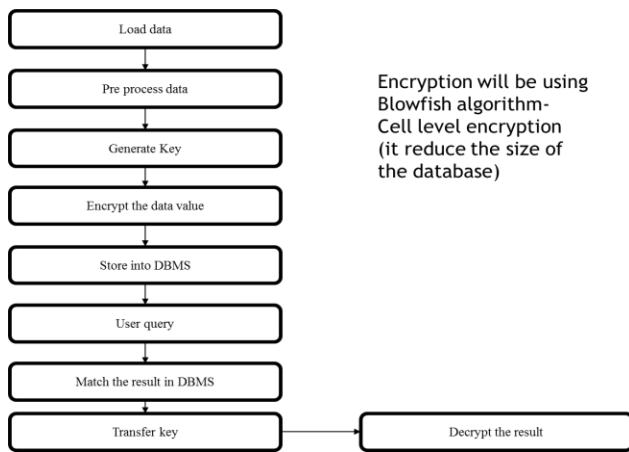 Load data
Pre process data
Generate Key
Encrypt the data value
Store into DBMS
User query
Match the result in DBMS
Transfer key
Decrypt the result
Encryption will be using
Blowfish algorithm-
Cell level encryption
(it reduce the size of
the database)